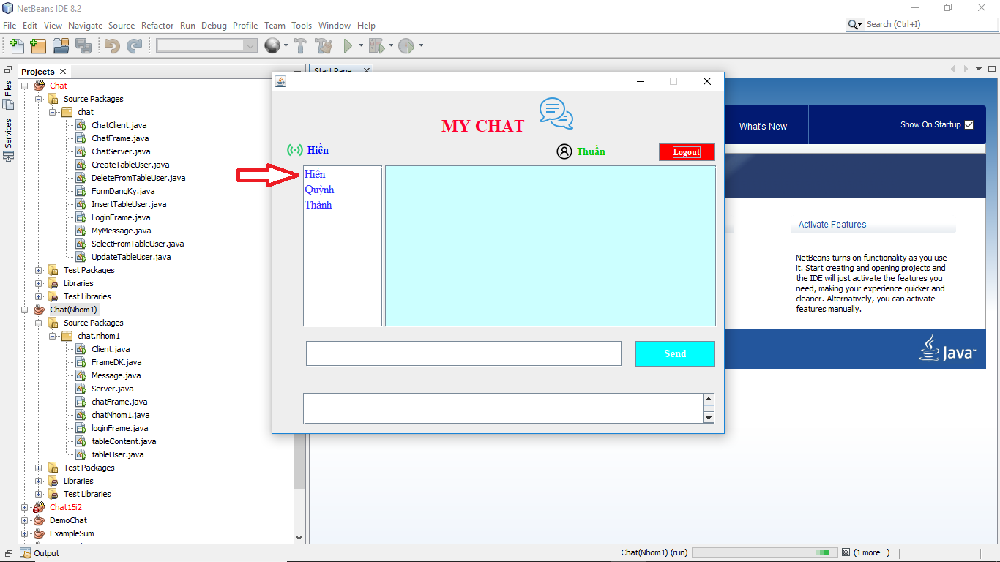 NetBeans IDE 8.2
File Edit View Navigate Source Refactor Run Debug Profile Team Tools Window Help
Search (Ctrl+I)
Files
Services
Projects
Chat
Source Packages
chat
ChatClient.java
ChatFrame.java
ChatServer.java
CreateTableUser.java
DeleteFromTableUser.java
FormDangKy.java
InsertTableUser.java
LoginFrame.java
MyMessage.java
SelectFromTableUser.java
UpdateTableUser.java
Test Packages
Libraries
Test Libraries
Chat(Nhom1)
Source Packages
chat.nhom1
Client.java
FrameDK.java
Message.java
Server.java
chatFrame.java
chatNhom1.java
loginFrame.java
tableContent.java
tableUser.java
Test Packages
Libraries
Test Libraries
Chat15i2
DemoChat
ExampleSum
Start Page
MY CHAT
Hiền
Thuần
Logout
Hiền
Quỳnh
Thành
Send
What's New
Show On Startup
Activate Features
NetBeans turns on functionality as you use
it. Start creating and opening projects and
the IDE will just activate the features you
need, making your experience quicker and
cleaner. Alternatively, you can activate
features manually.
Java™
Output
Chat(Nhom1) (run)
(1 more...)